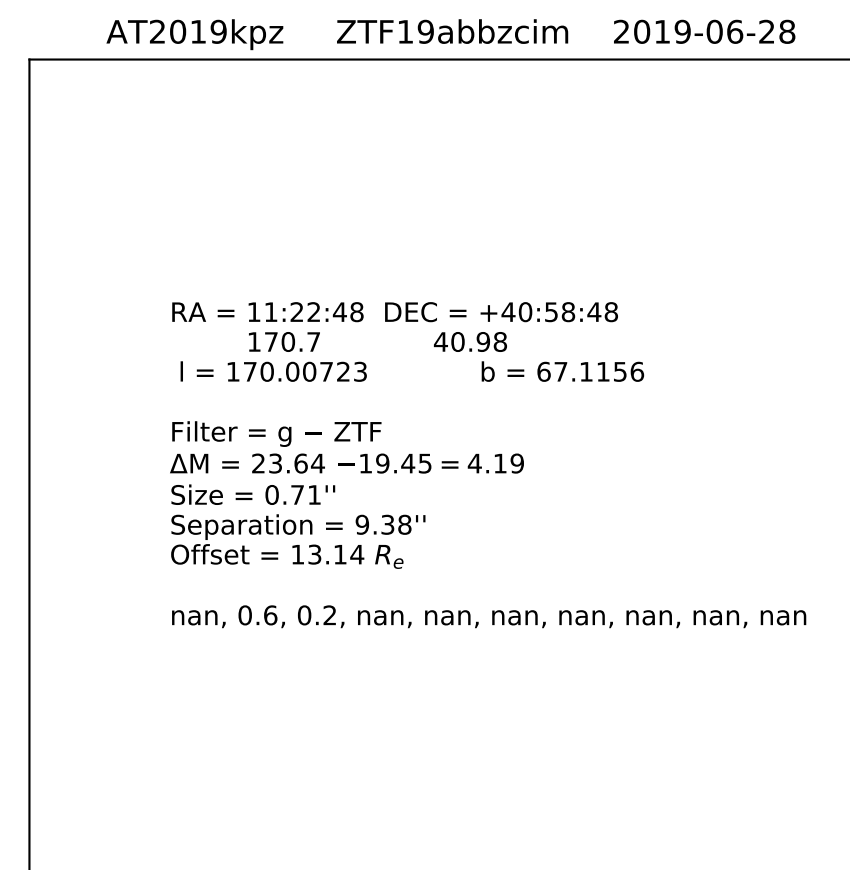 AT2019kpz ZTF19abbzcim 2019-06-28
RA = 11:22:48 DEC = +40:58:48
170.7 40.98
l = 170.00723 b = 67.1156
Filter = g − ZTF
ΔM = 23.64 −19.45 = 4.19
Size = 0.71''
Separation = 9.38''
Offset = 13.14 Re
nan, 0.6, 0.2, nan, nan, nan, nan, nan, nan, nan